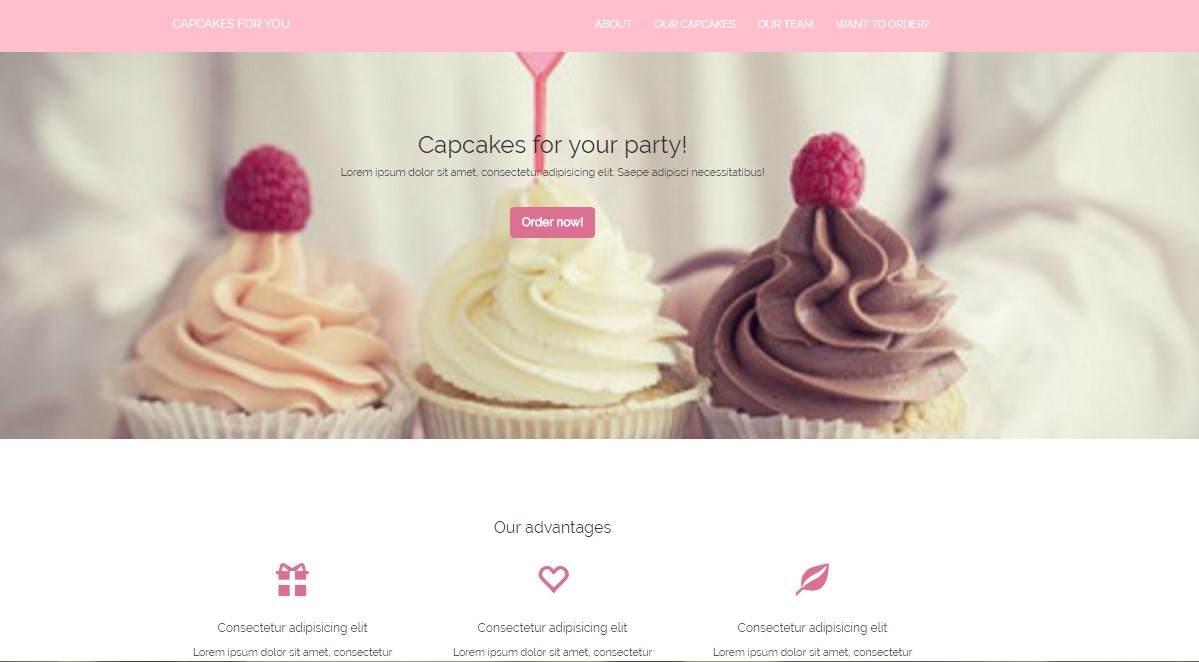 CAPCAKES FOR YOU
ABOUT OUR CAPCAKES OUR TEAM WANT TO ORDER?
Capcakes for your party!
Lorem ipsum dolor sit amet, consectetur adipisicing elit. Saepe adipisci necessitatibus!
Order now!
Our advantages
Consectetur adipisicing elit
Lorem ipsum dolor sit amet, consectetur
Consectetur adipisicing elit
Lorem ipsum dolor sit amet, consectetur
Consectetur adipisicing elit
Lorem ipsum dolor sit amet, consectetur